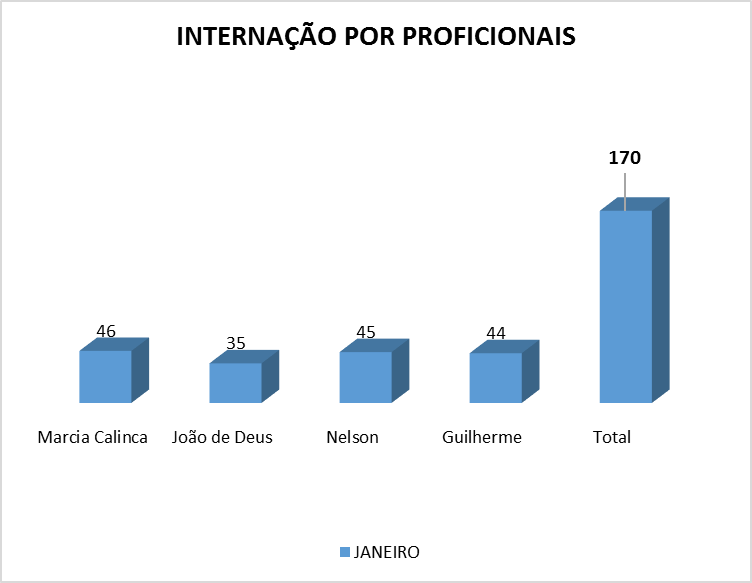 INTERNAÇÃO POR PROFICIONAIS
170
46
35
45
44
Marcia Calinca
João de Deus
Nelson
Guilherme
Total
JANEIRO